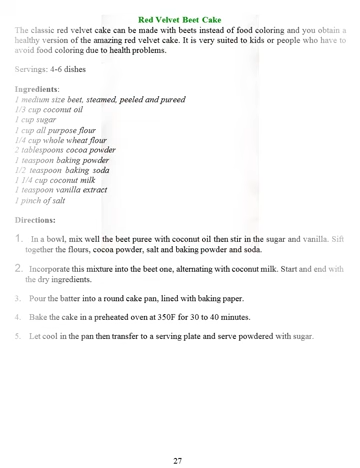 Red Velvet Beet Cake
The classic red velvet cake can be made with beets instead of food coloring and you obtain a
healthy version of the amazing red velvet cake. It is very suited to kids or people who have to
avoid food coloring due to health problems.
Servings: 4-6 dishes
Ingredients:
1 medium size beet, steamed, peeled and pureed
1/3 cup coconut oil
1 cup sugar
1 cup all purpose flour
1/4 cup whole wheat flour
2 tablespoons cocoa powder
1 teaspoon baking powder
1/2 teaspoon baking soda
1 1/4 cup coconut milk
1 teaspoon vanilla extract
1 pinch of salt
Directions:
1. In a bowl, mix well the beet puree with coconut oil then stir in the sugar and vanilla. Sift
together the flours, cocoa powder, salt and baking powder and soda.
2. Incorporate this mixture into the beet one, alternating with coconut milk. Start and end with
the dry ingredients.
3. Pour the batter into a round cake pan, lined with baking paper.
4. Bake the cake in a preheated oven at 350F for 30 to 40 minutes.
5. Let cool in the pan then transfer to a serving plate and serve powdered with sugar.
27